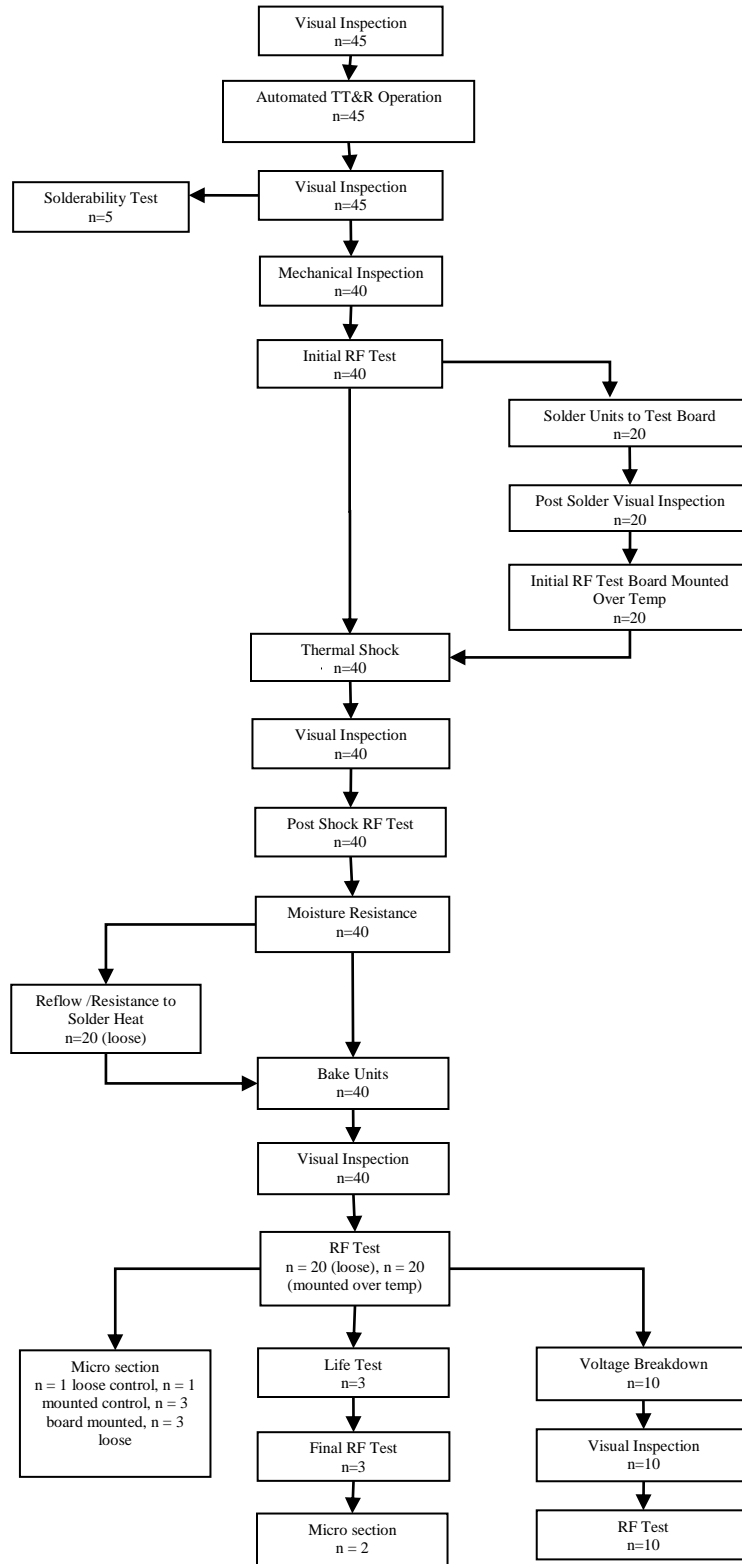 Visual Inspection
n=45
Automated TT&R Operation
n=45
Visual Inspection
n=45
Solderability Test
n=5
Mechanical Inspection
n=40
Initial RF Test
n=40
Solder Units to Test Board
n=20
Post Solder Visual Inspection
n=20
Initial RF Test Board Mounted
Over Temp
n=20
Thermal Shock
n=40
Visual Inspection
n=40
Post Shock RF Test
n=40
Moisture Resistance
n=40
Reflow /Resistance to
Solder Heat
n=20 (loose)
Bake Units
n=40
Visual Inspection
n=40
RF Test
n = 20 (loose), n = 20
(mounted over temp)
Micro section
n = 1 loose control, n = 1
mounted control, n = 3
board mounted, n = 3
loose
Life Test
n=3
Final RF Test
n=3
Micro section
n = 2
Voltage Breakdown
n=10
Visual Inspection
n=10
RF Test
n=10